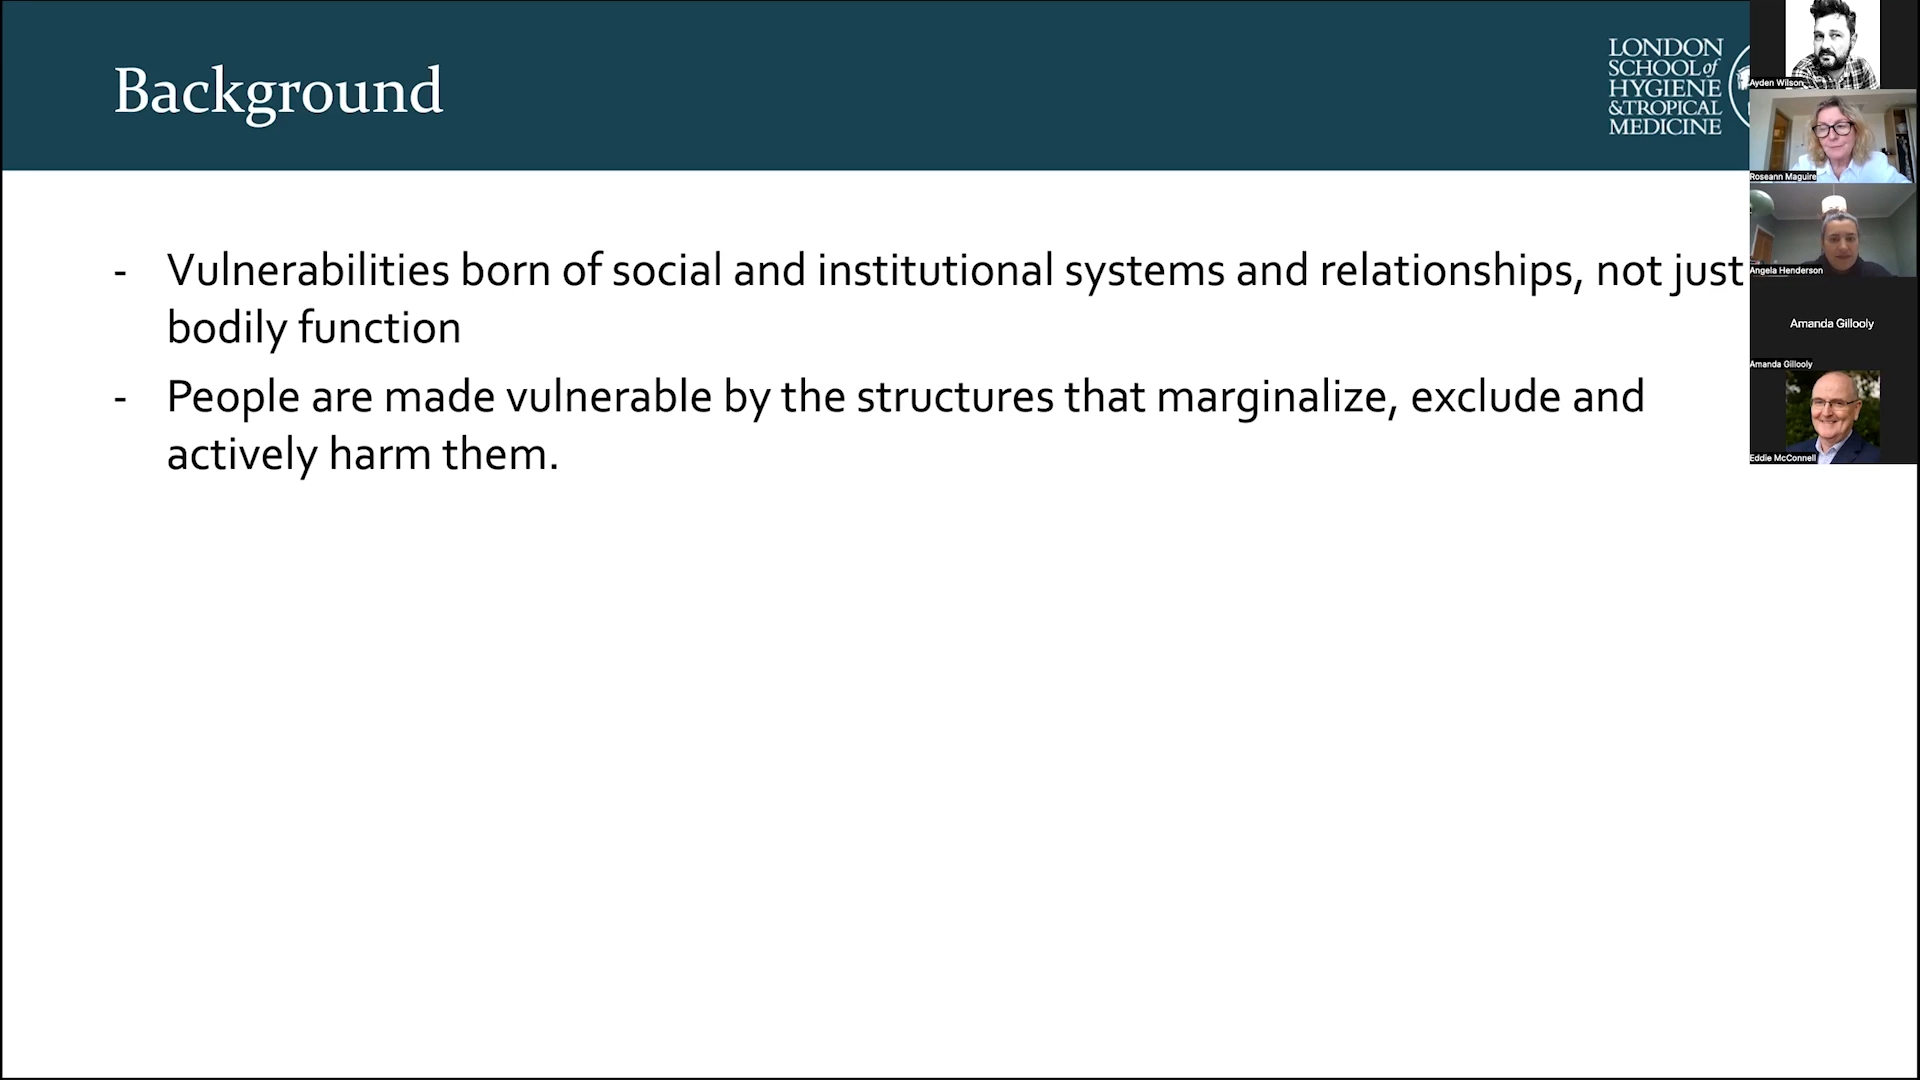 Background
LONDON
SCHOOL of
HYGIENE
&TROPICAL
MEDICINE
- Vulnerabilities born of social and institutional systems and relationships, not just
bodily function
- People are made vulnerable by the structures that marginalize, exclude and
actively harm them.
Ayden Wilson
Roseann Maguire
Angela Henderson
Amanda Gillooly
Amanda Gillooly
Eddie McConnell